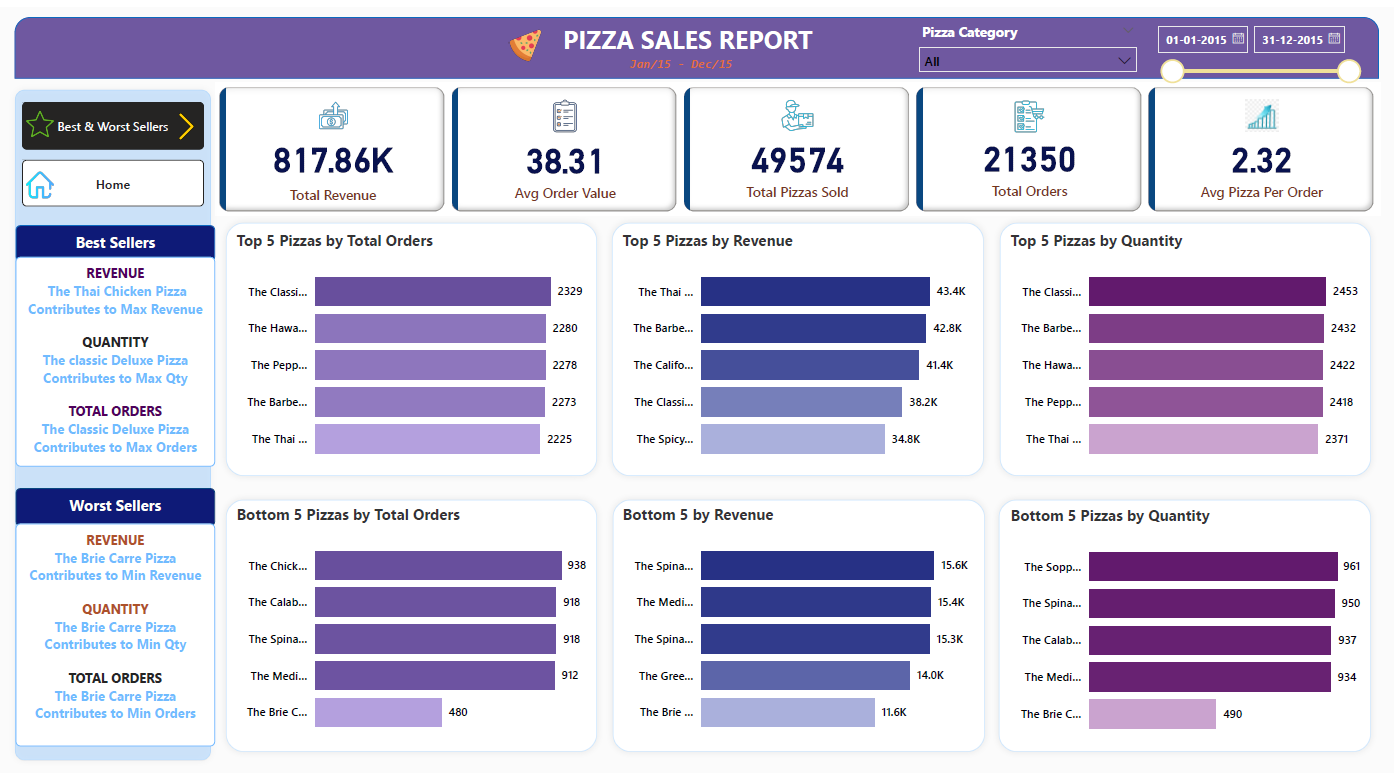 PIZZA SALES REPORT
Jan/15 - Dec/15
Pizza Category
All
01-01-2015
31-12-2015
Best & Worst Sellers
Home
817.86K
Total Revenue
38.31
Avg Order Value
49574
Total Pizzas Sold
21350
Total Orders
2.32
Avg Pizza Per Order
Best Sellers
REVENUE
The Thai Chicken Pizza
Contributes to Max Revenue
QUANTITY
The classic Deluxe Pizza
Contributes to Max Qty
TOTAL ORDERS
The Classic Deluxe Pizza
Contributes to Max Orders
Worst Sellers
REVENUE
The Brie Carre Pizza
Contributes to Min Revenue
QUANTITY
The Brie Carre Pizza
Contributes to Min Qty
TOTAL ORDERS
The Brie Carre Pizza
Contributes to Min Orders
Top 5 Pizzas by Total Orders
The Classi... 2329
The Hawa... 2280
The Pepp... 2278
The Barbe... 2273
The Thai ... 2225
Top 5 Pizzas by Revenue
The Thai ... 43.4K
The Barbe... 42.8K
The Califo... 41.4K
The Classi... 38.2K
The Spicy... 34.8K
Top 5 Pizzas by Quantity
The Classi... 2453
The Barbe... 2432
The Hawa... 2422
The Pepp... 2418
The Thai ... 2371
Bottom 5 Pizzas by Total Orders
The Chick... 938
The Calab... 918
The Spina... 918
The Medi... 912
The Brie C... 480
Bottom 5 by Revenue
The Spina... 15.6K
The Medi... 15.4K
The Spina... 15.3K
The Gree... 14.0K
The Brie ... 11.6K
Bottom 5 Pizzas by Quantity
The Sopp... 961
The Spina... 950
The Calab... 937
The Medi... 934
The Brie C... 490